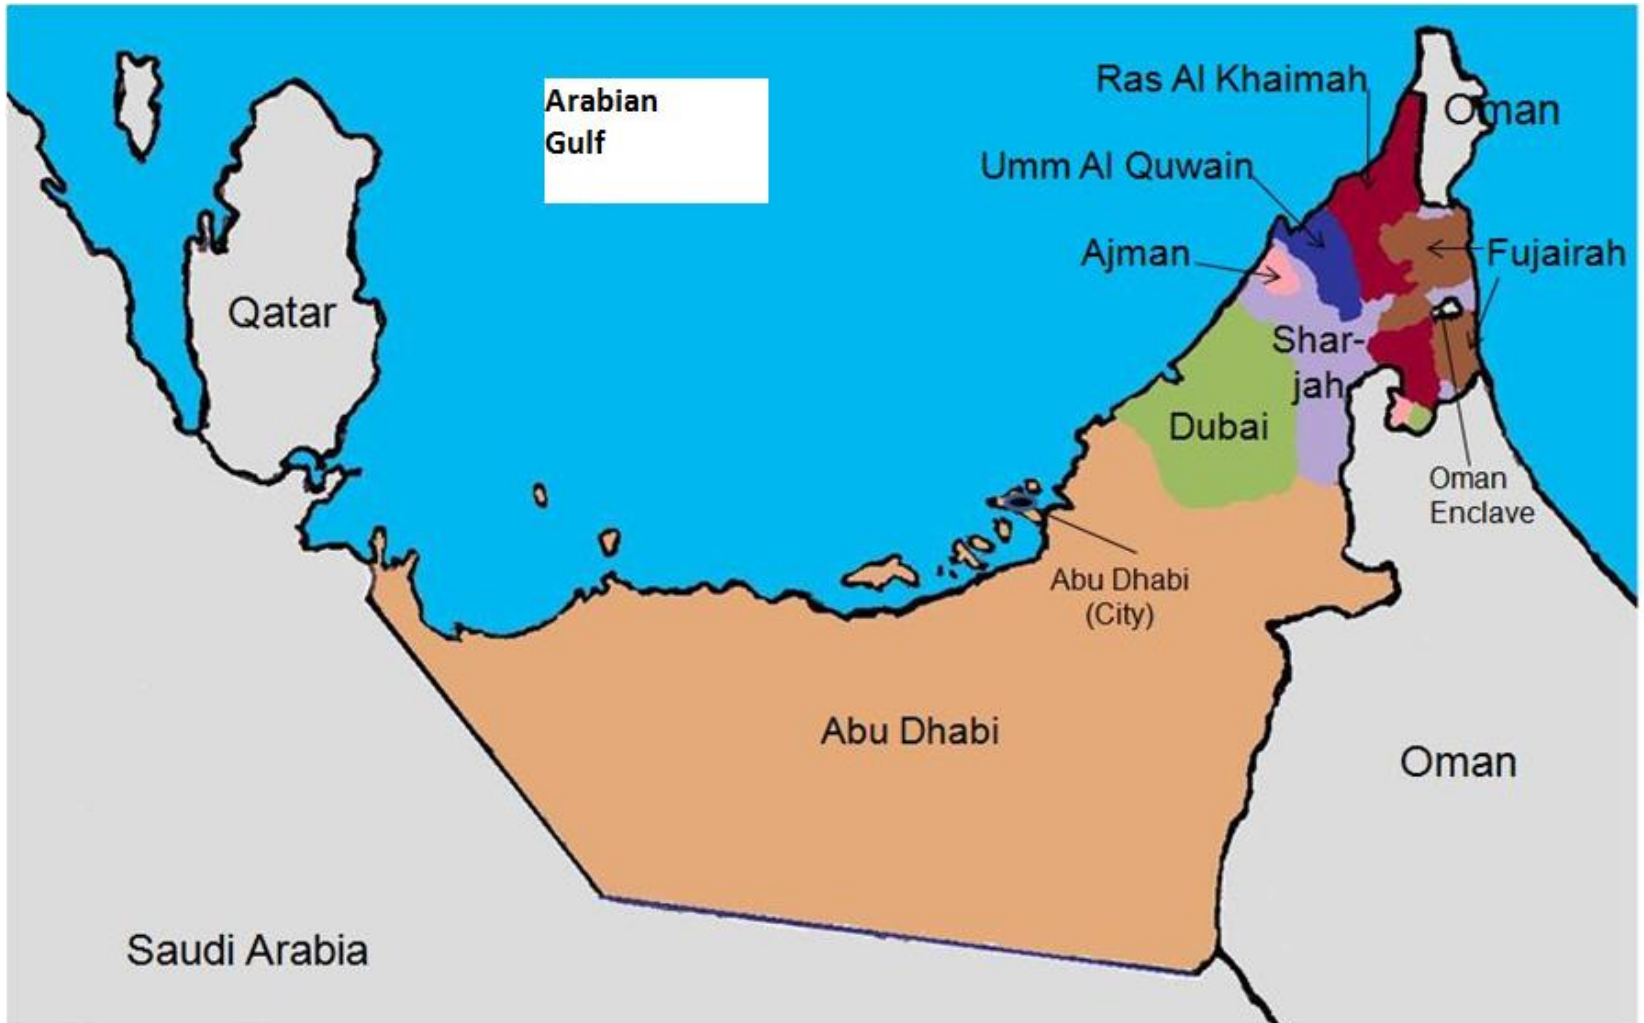 Arabian
Gulf
Ras Al Khaimah
Oman
Umm Al Quwain
Ajman
Fujairah
Qatar
Shar-
jah
Dubai
Oman
Enclave
Abu Dhabi
(City)
Abu Dhabi
Oman
Saudi Arabia